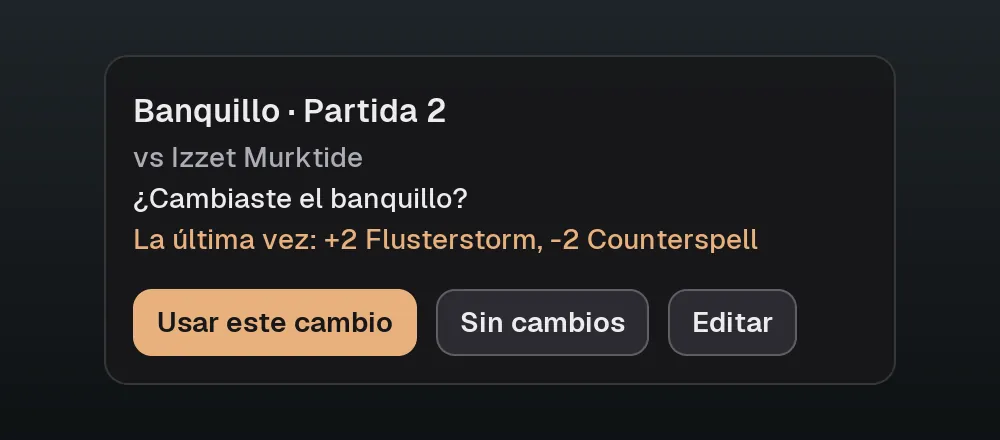 Banquillo · Partida 2
vs Izzet Murktide
¿Cambiaste el banquillo?
La última vez: +2 Flusterstorm, -2 Counterspell
Usar este cambio
Sin cambios
Editar